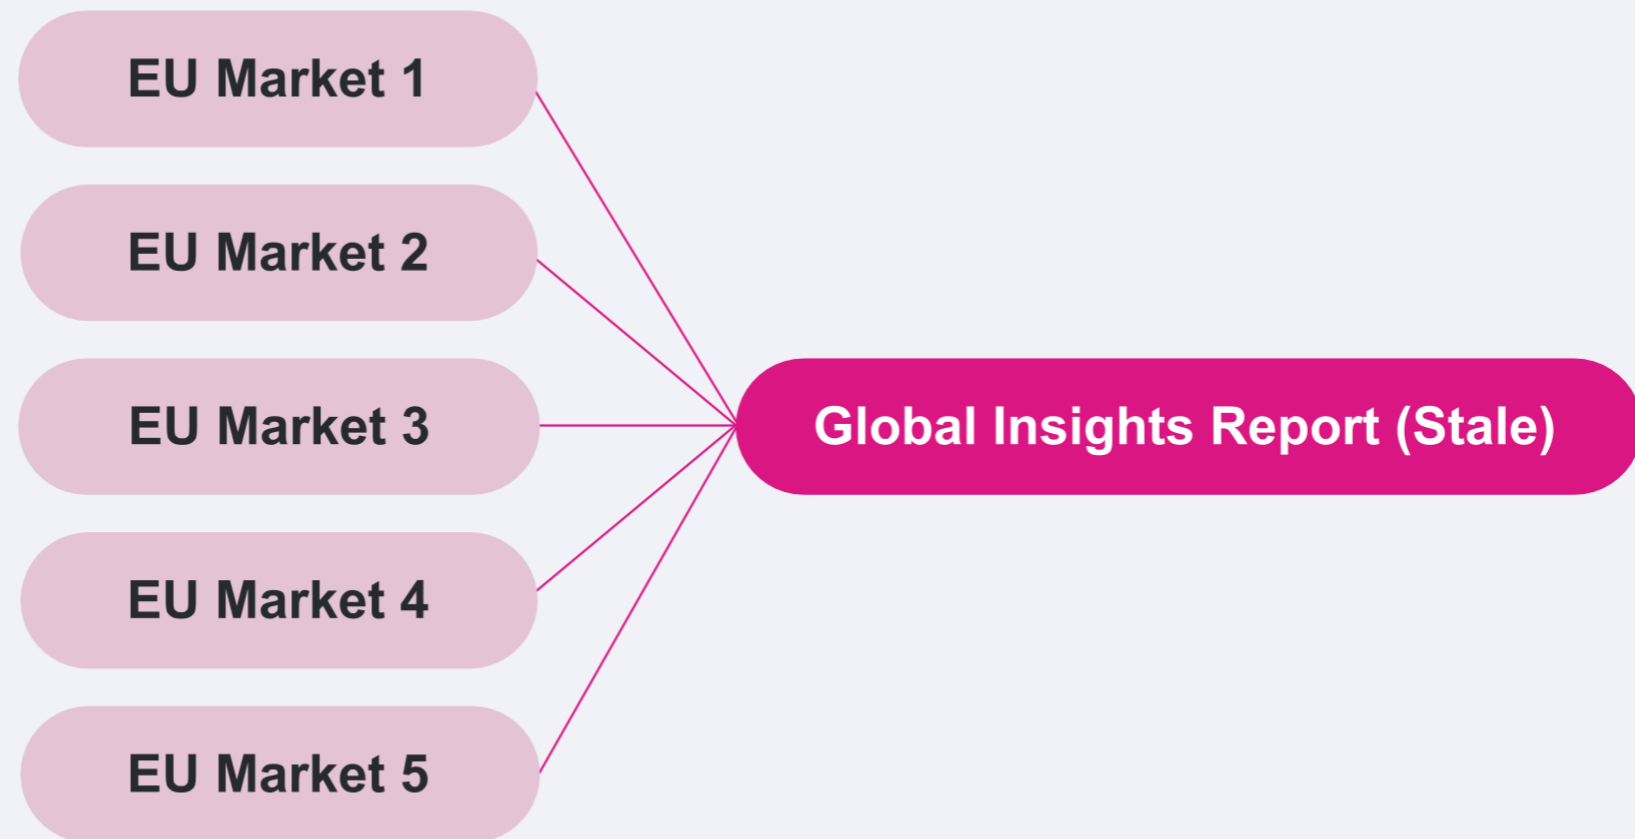 EU Market 1
EU Market 2
EU Market 3
Global Insights Report (Stale)
EU Market 4
EU Market 5